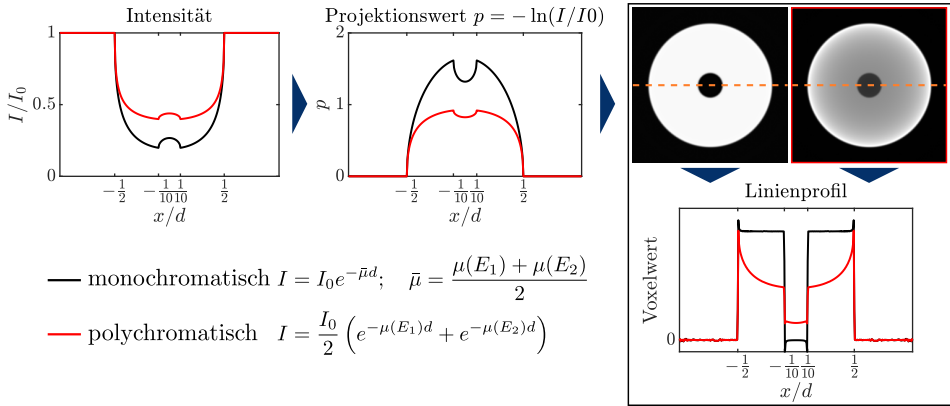 Intensität
I/I₀
1
0.5
0
−1/2
−1/10
1/10
1/2
x/d
Projektionswert p = − ln(I/I0)
p
2
1
0
−1/2
−1/10
1/10
1/2
x/d
monochromatisch I = I₀e^{−μ̄d}; μ̄ = (μ(E₁) + μ(E₂))/2
polychromatisch I = I₀/2 (e^{−μ(E₁)d} + e^{−μ(E₂)d})
Linienprofil
Voxelwert
0
−1/2
−1/10
1/10
1/2
x/d